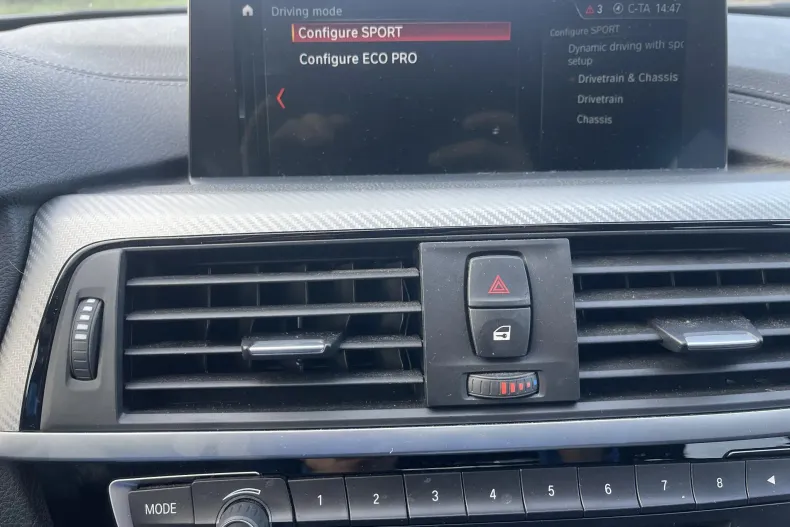 Driving mode
3 C-TA 14:47
Configure SPORT
Configure ECO PRO
Configure SPORT
Dynamic driving with
setup
Drivetrain & Chassis
Drivetrain
Chassis
MODE 1 2 3 4 5 6 7 8